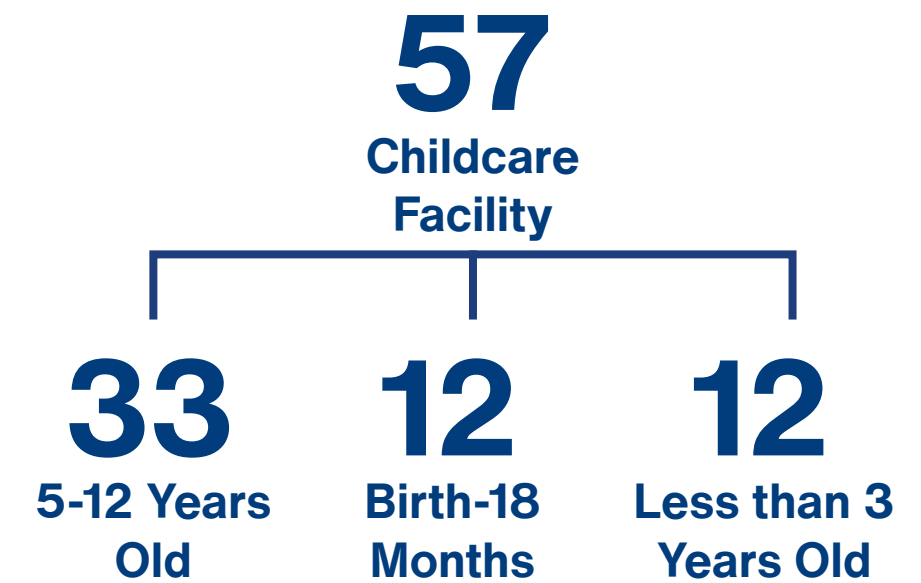 57
Childcare
Facility
33
5-12 Years
Old
12
Birth-18
Months
12
Less than 3
Years Old